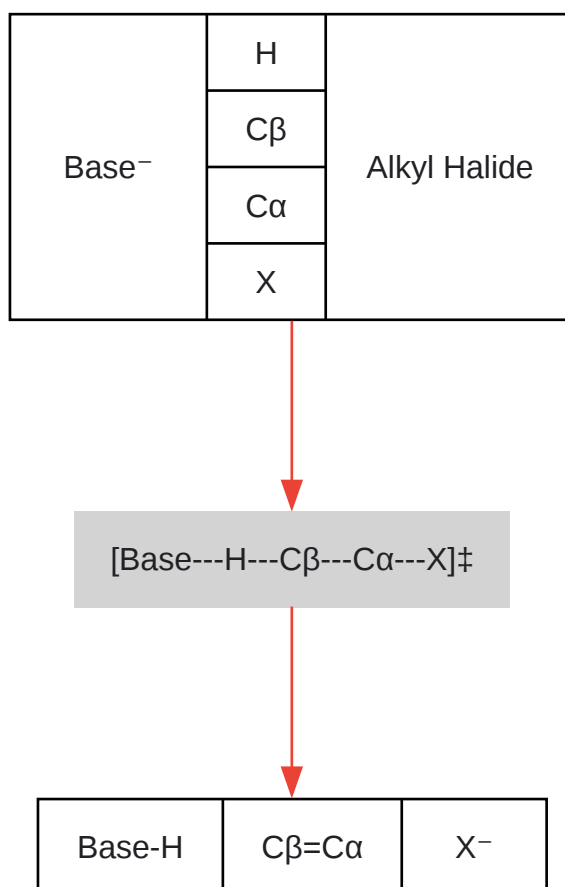 H
Cβ
Base⁻
Alkyl Halide
Cα
X
[Base---H---Cβ---Cα---X]‡
Base-H
Cβ=Cα
X⁻